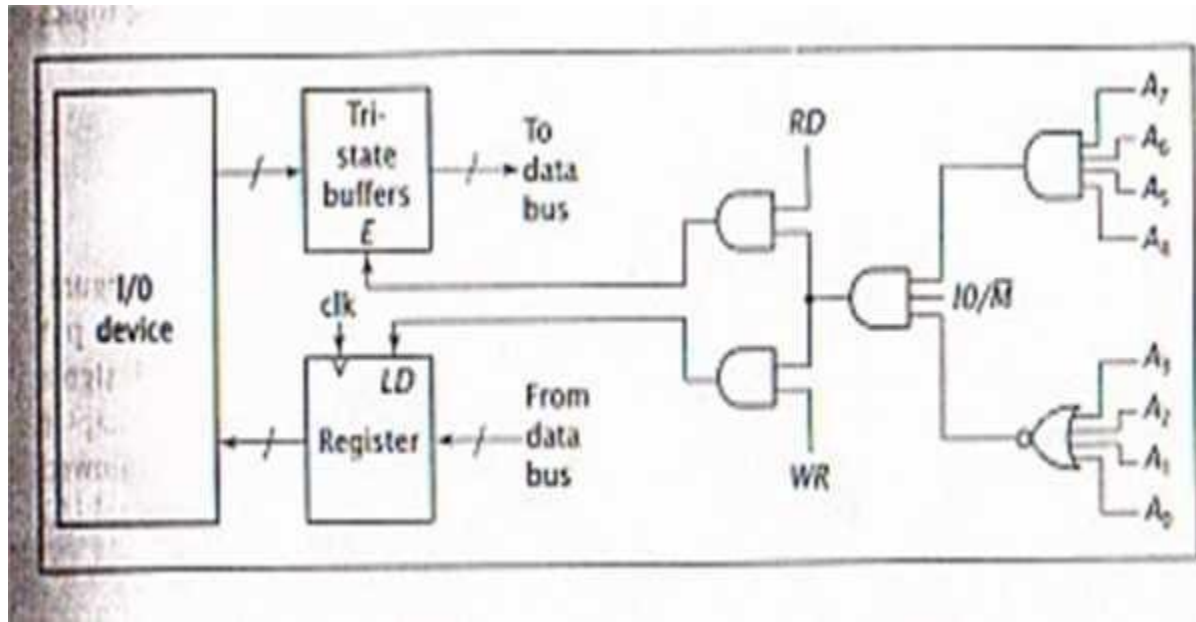 I/O
device
Tri-
state
buffers
E
To
data
bus
clk
LD
Register
From
data
bus
RD
WR
IO/M̅
A₇
A₆
A₅
A₄
A₃
A₂
A₁
A₀